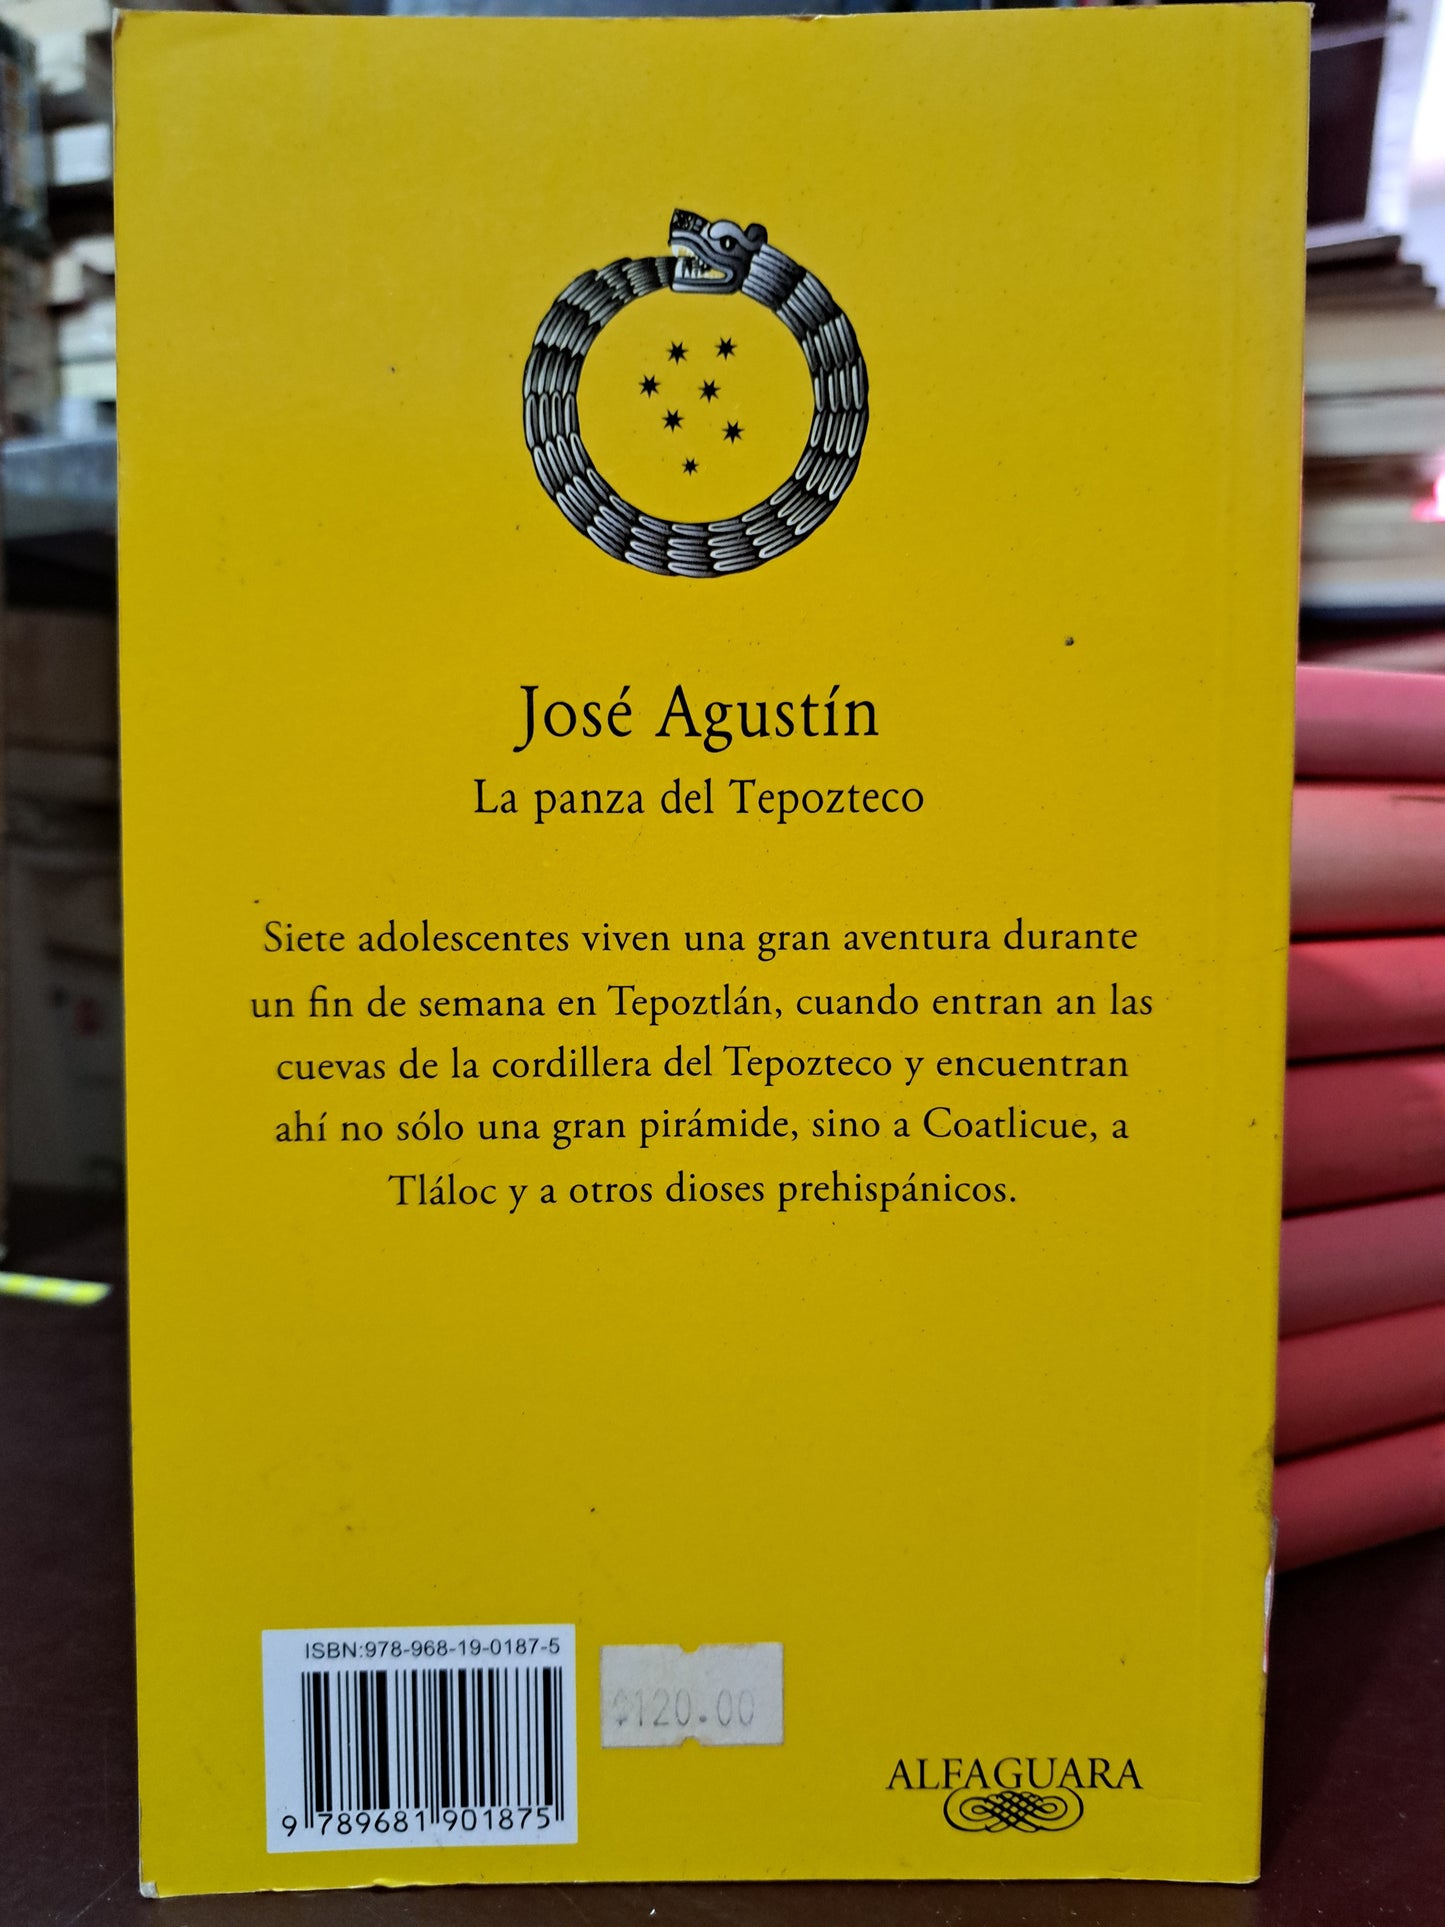 José Agustín
La panza del Tepozteco
Siete adolescentes viven una gran aventura durante
un fin de semana en Tepoztlán, cuando entran an las
cuevas de la cordillera del Tepozteco y encuentran
ahí no sólo una gran pirámide, sino a Coatlicue, a
Tláloc y a otros dioses prehispánicos.
ISBN:978-968-19-0187-5
9 789681 901875
$120.00
ALFAGUARA